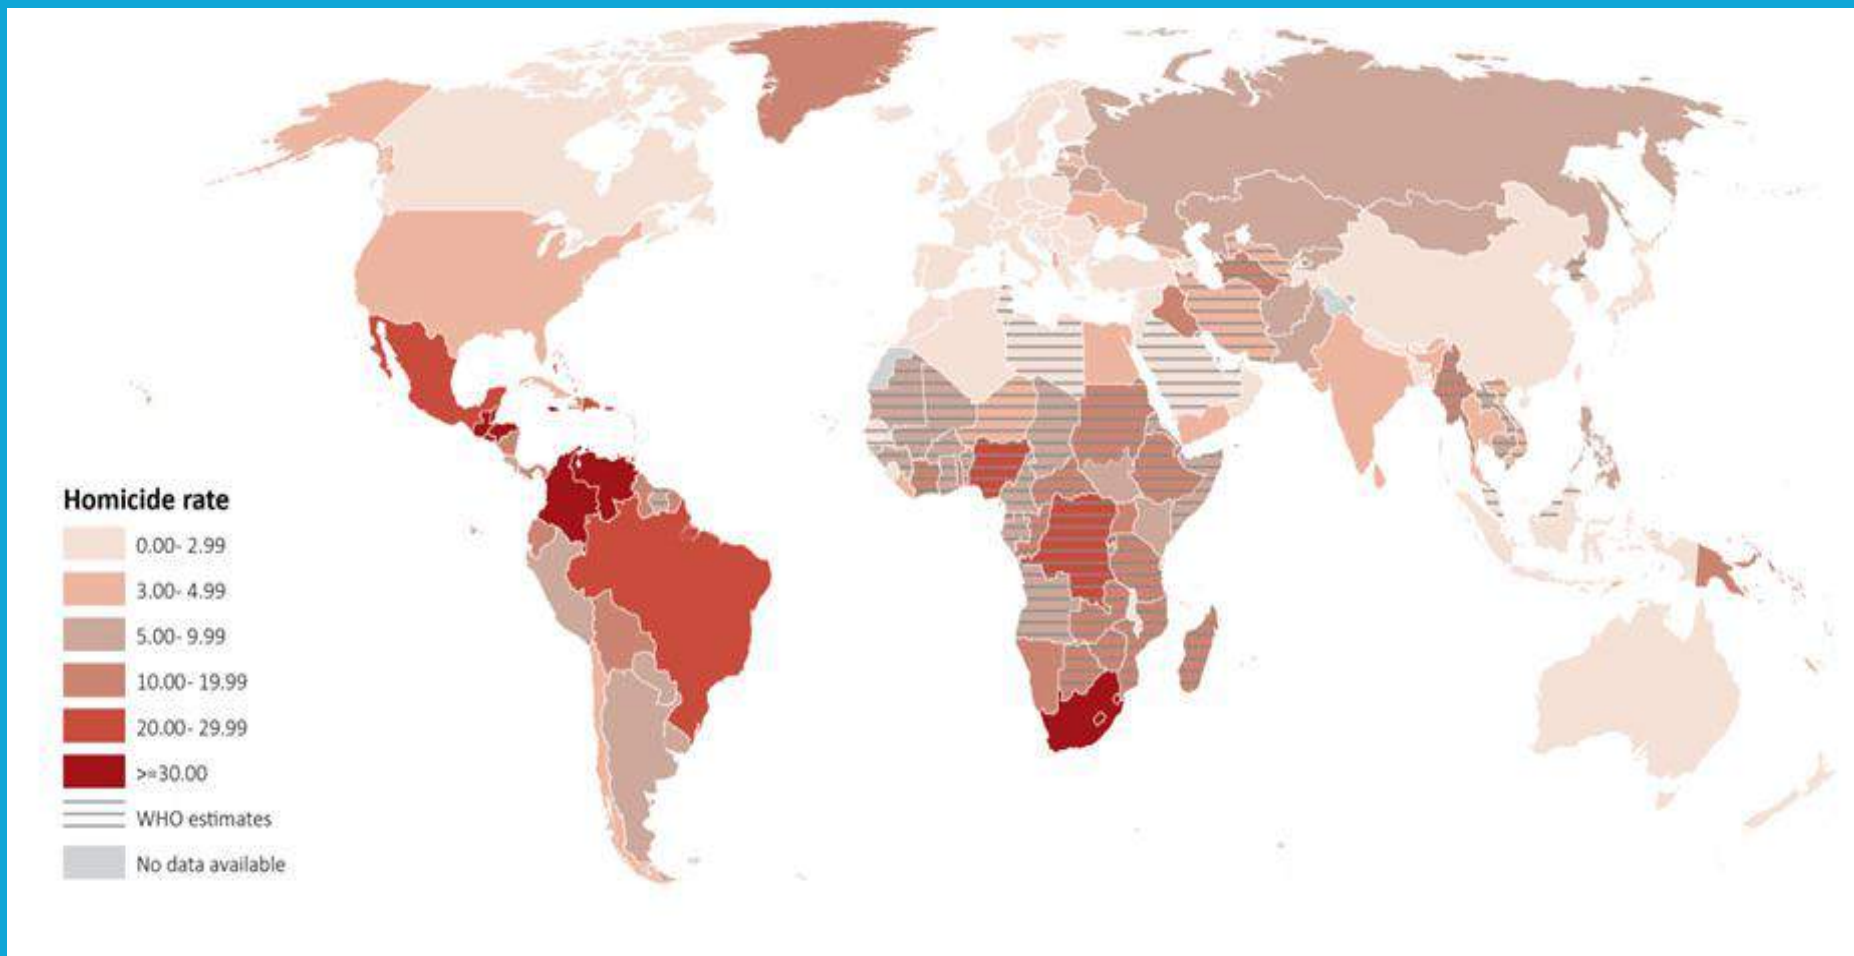 Homicide rate
0.00- 2.99
3.00- 4.99
5.00- 9.99
10.00- 19.99
20.00- 29.99
>=30.00
WHO estimates
No data available